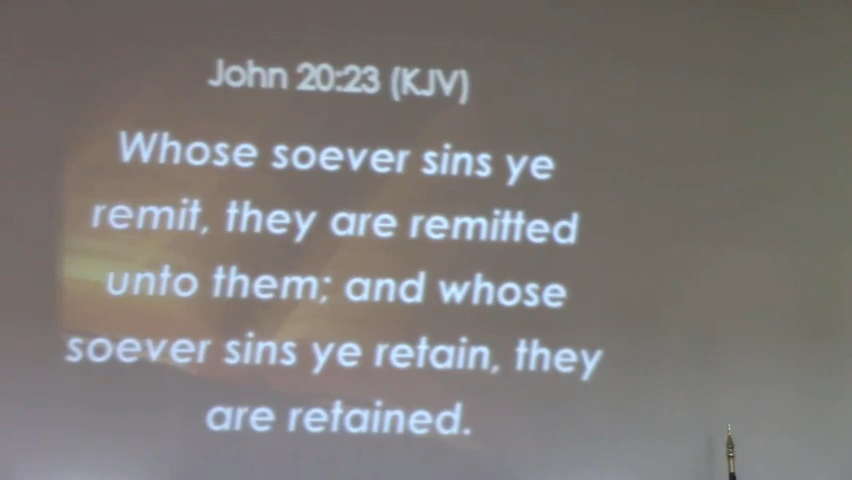 John 20:23 (KJV)
Whose soever sins ye
remit, they are remitted
unto them; and whose
soever sins ye retain, they
are retained.